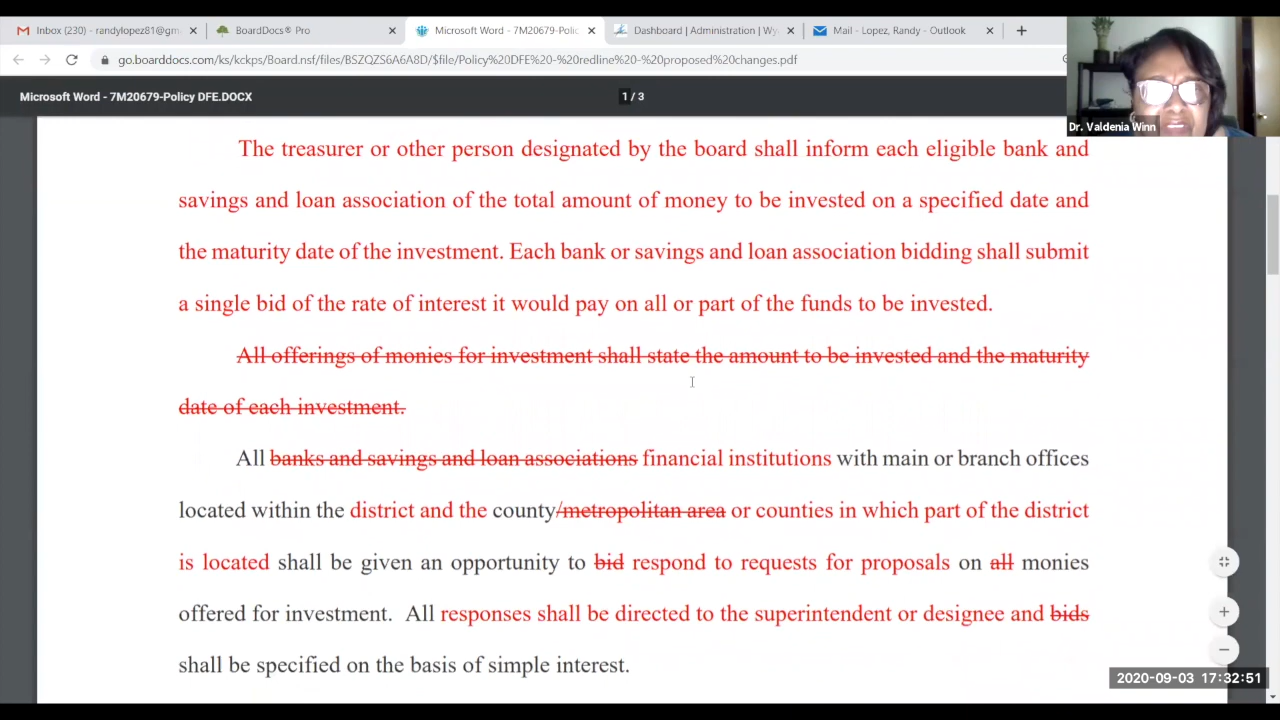 Inbox (230) - randylopez81@gm
BoardDocs® Pro
Microsoft Word - 7M20679-Polic
Dashboard | Administration | Wy
Mail - Lopez, Randy - Outlook
go.boarddocs.com/ks/kckps/Board.nsf/files/BSZQZS6A6A8D/$file/Policy%20DFE%20-%20redline%20-%20proposed%20changes.pdf
Microsoft Word - 7M20679-Policy DFE.DOCX
1 / 3
Dr. Valdenia Winn
The treasurer or other person designated by the board shall inform each eligible bank and
savings and loan association of the total amount of money to be invested on a specified date and
the maturity date of the investment. Each bank or savings and loan association bidding shall submit
a single bid of the rate of interest it would pay on all or part of the funds to be invested.
All offerings of monies for investment shall state the amount to be invested and the maturity
date of each investment.
All banks and savings and loan associations financial institutions with main or branch offices
located within the district and the county/metropolitan area or counties in which part of the district
is located shall be given an opportunity to bid respond to requests for proposals on all monies
offered for investment. All responses shall be directed to the superintendent or designee and bids
shall be specified on the basis of simple interest.
2020-09-03 17:32:51